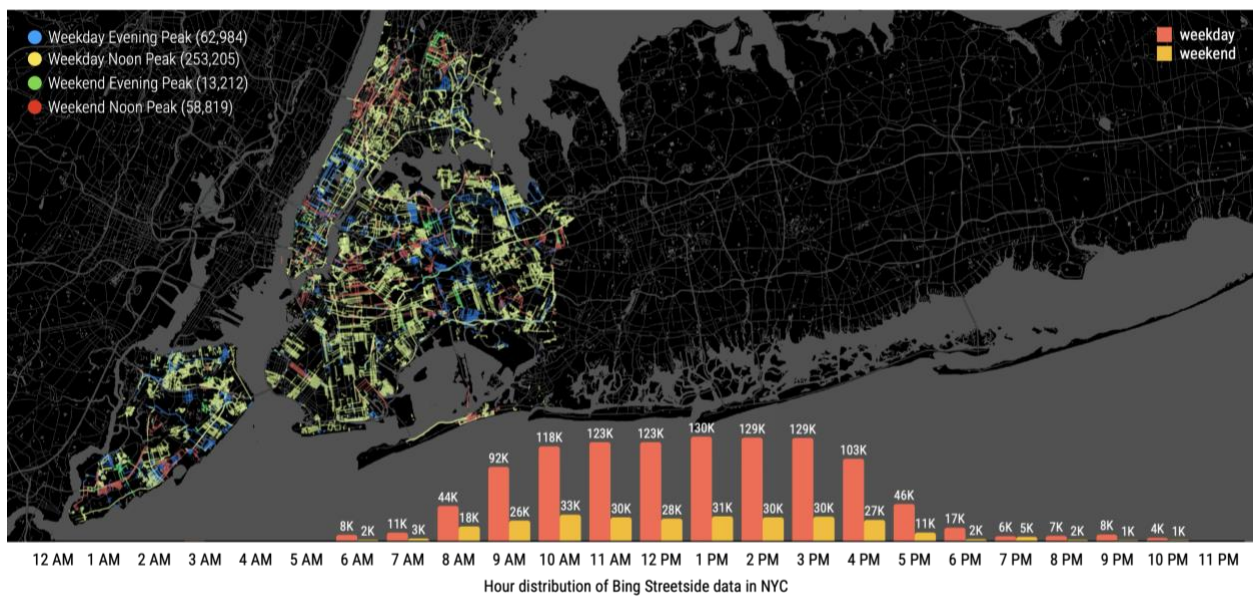 Weekday Evening Peak (62,984)
Weekday Noon Peak (253,205)
Weekend Evening Peak (13,212)
Weekend Noon Peak (58,819)
weekday
weekend
8K 2K 11K 3K 44K 18K 92K 26K 118K 33K 123K 30K 123K 28K 130K 31K 129K 30K 129K 30K 103K 27K 46K 11K 17K 2K 6K 5K 7K 2K 8K 1K 4K 1K
12 AM 1 AM 2 AM 3 AM 4 AM 5 AM 6 AM 7 AM 8 AM 9 AM 10 AM 11 AM 12 PM 1 PM 2 PM 3 PM 4 PM 5 PM 6 PM 7 PM 8 PM 9 PM 10 PM 11 PM
Hour distribution of Bing Streetside data in NYC